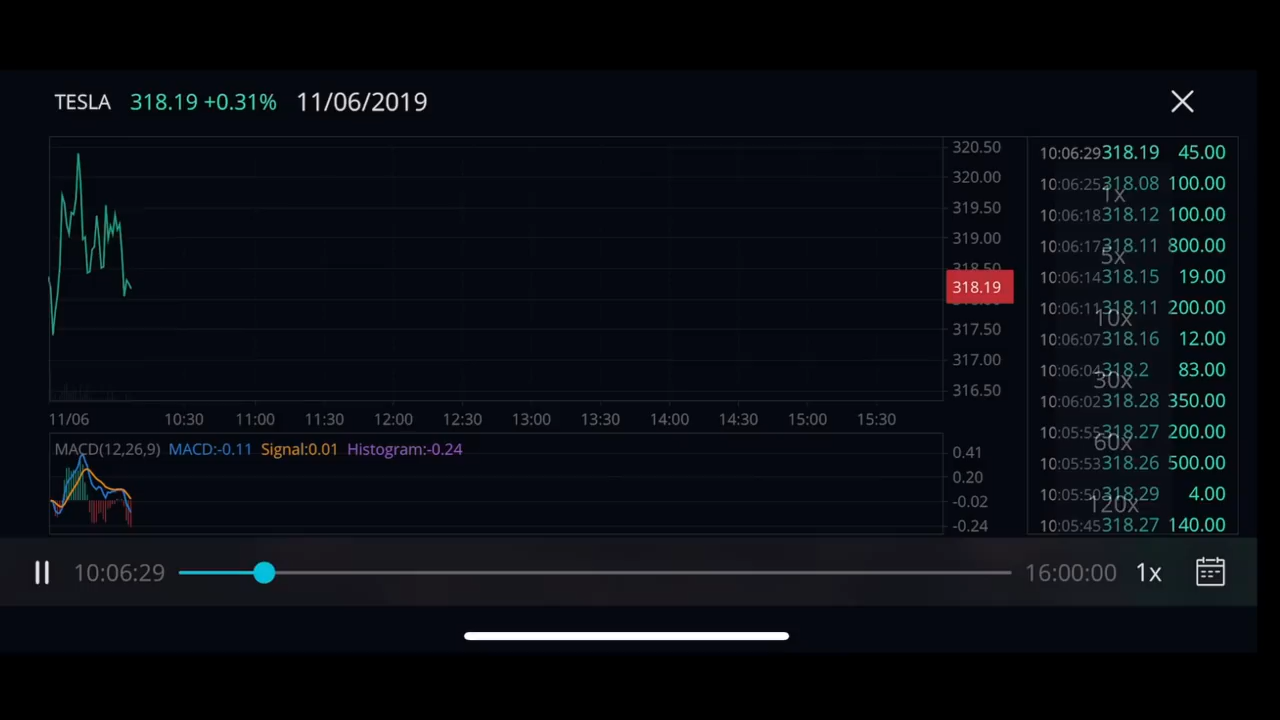 TESLA 318.19 +0.31% 11/06/2019
320.50
320.00
319.50
319.00
318.50
318.19
317.50
317.00
316.50
11/06 10:30 11:00 11:30 12:00 12:30 13:00 13:30 14:00 14:30 15:00 15:30
MACD(12,26,9) MACD:-0.11 Signal:0.01 Histogram:-0.24
0.41
0.20
-0.02
-0.24
10:06:29 318.19 45.00
10:06:25 318.08 100.00
10:06:18 318.12 100.00
10:06:17 318.11 800.00
10:06:14 318.15 19.00
10:06:11 318.11 200.00
10:06:07 318.16 12.00
10:06:04 318.2 83.00
10:06:02 318.28 350.00
10:05:55 318.27 200.00
10:05:53 318.26 500.00
10:05:50 318.29 4.00
10:05:45 318.27 140.00
1x
5x
10x
30x
60x
120x
10:06:29 16:00:00 1x